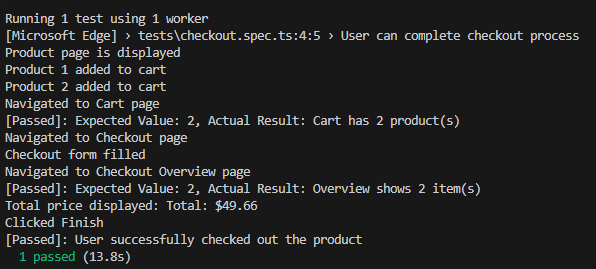 Running 1 test using 1 worker
[Microsoft Edge] › tests\checkout.spec.ts:4:5 › User can complete checkout process
Product page is displayed
Product 1 added to cart
Product 2 added to cart
Navigated to Cart page
[Passed]: Expected Value: 2, Actual Result: Cart has 2 product(s)
Navigated to Checkout page
Checkout form filled
Navigated to Checkout Overview page
[Passed]: Expected Value: 2, Actual Result: Overview shows 2 item(s)
Total price displayed: Total: $49.66
Clicked Finish
[Passed]: User successfully checked out the product
1 passed (13.8s)